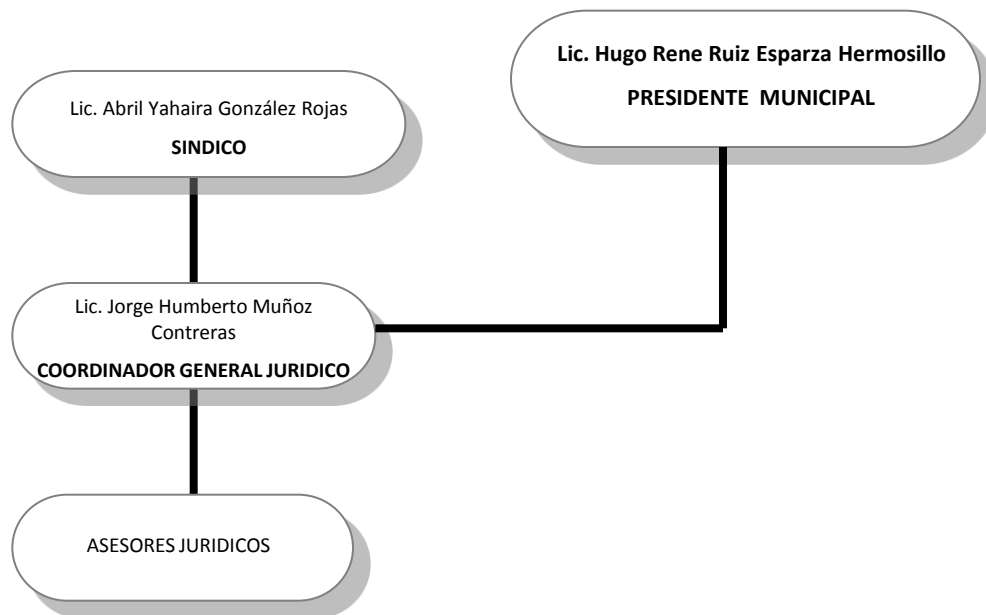 Lic. Hugo Rene Ruiz Esparza Hermosillo
PRESIDENTE MUNICIPAL
Lic. Abril Yahaira González Rojas
SINDICO
Lic. Jorge Humberto Muñoz
Contreras
COORDINADOR GENERAL JURIDICO
ASESORES JURIDICOS